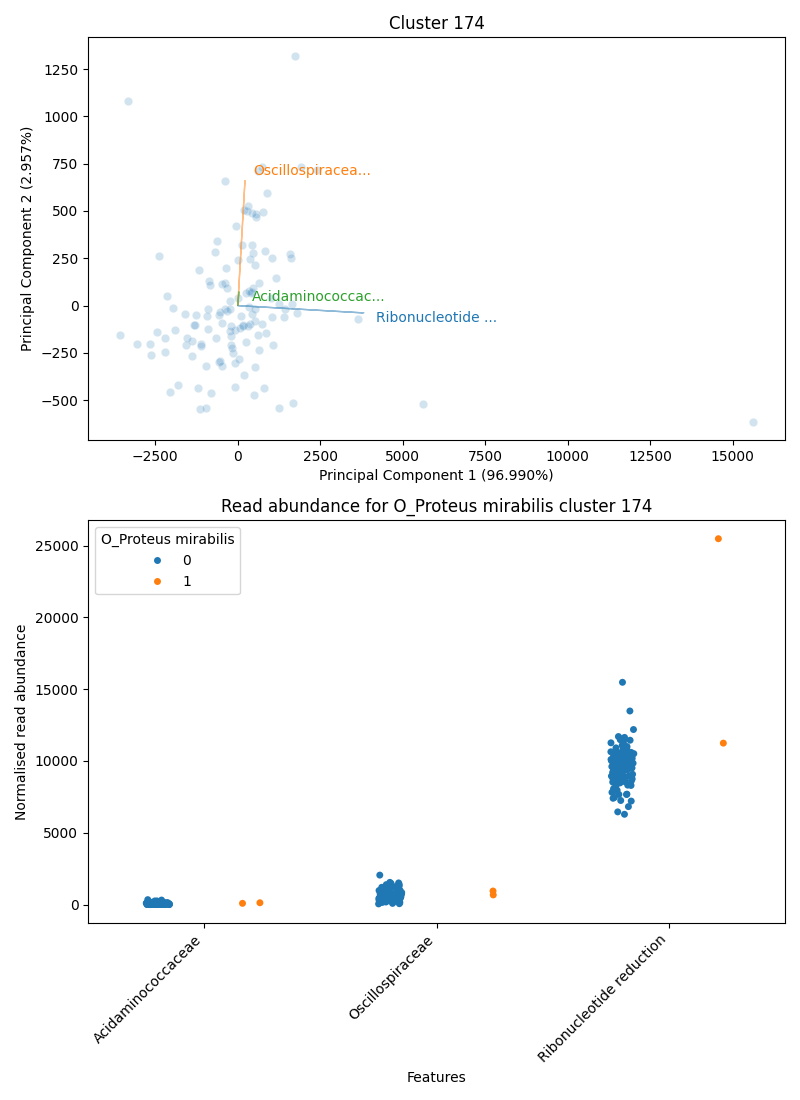 Cluster 174
Principal Component 2 (2.957%)
1250
1000
750
500
250
0
−250
−500
Oscillospiracea...
Acidaminococcac...
Ribonucleotide ...
−2500
0
2500
5000
7500
10000
12500
15000
Principal Component 1 (96.990%)
Read abundance for O_Proteus mirabilis cluster 174
Normalised read abundance
25000
20000
15000
10000
5000
0
O_Proteus mirabilis
0
1
Acidaminococcaceae
Oscillospiraceae
Ribonucleotide reduction
Features